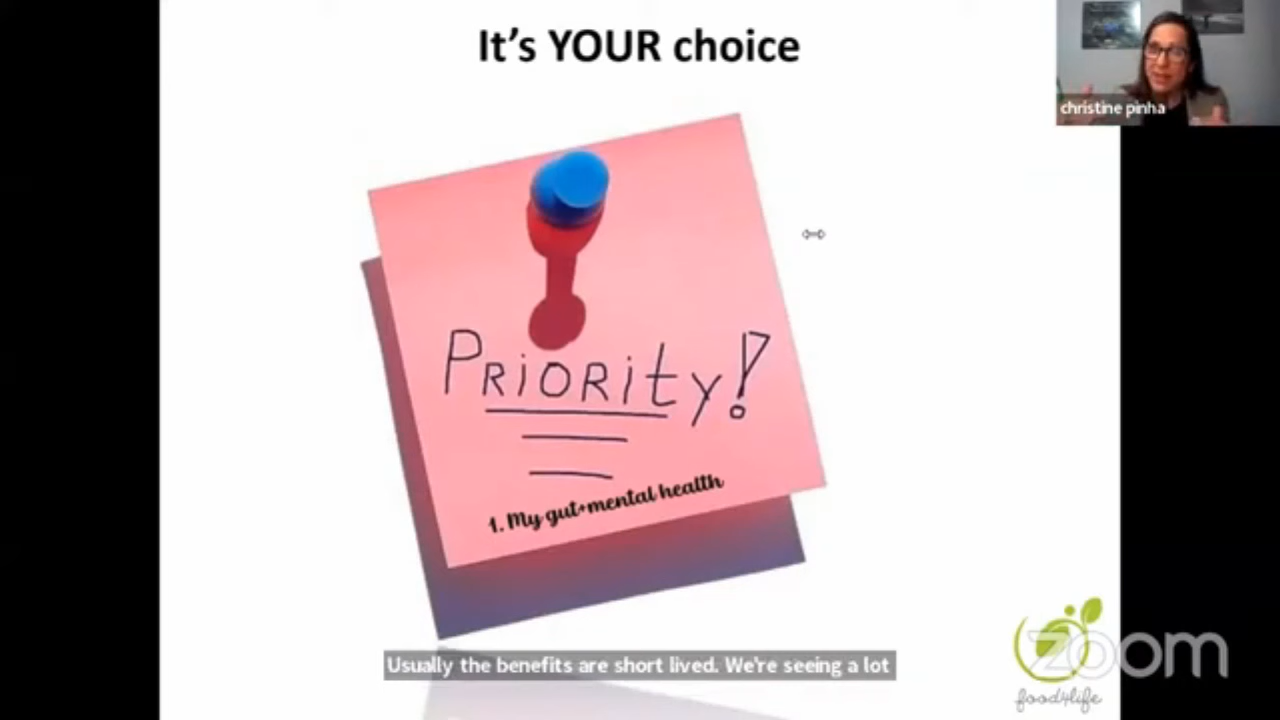 It's YOUR choice
christine pinha
PRiORity!
1. My gut+mental health
Usually the benefits are short lived. We're seeing a lot
zoom
food4life